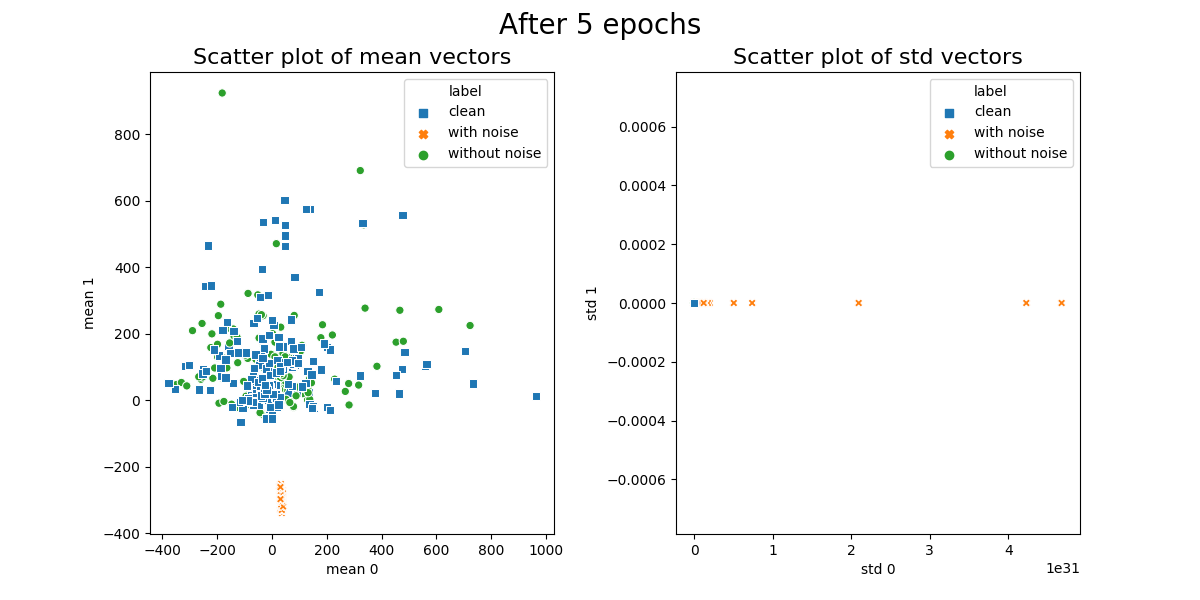 After 5 epochs
Scatter plot of mean vectors
label
clean
with noise
without noise
800
600
400
200
0
−200
−400
mean 1
−400 −200 0 200 400 600 800 1000
mean 0
Scatter plot of std vectors
label
clean
with noise
without noise
0.0006
0.0004
0.0002
0.0000
−0.0002
−0.0004
−0.0006
std 1
0 1 2 3 4
1e31
std 0